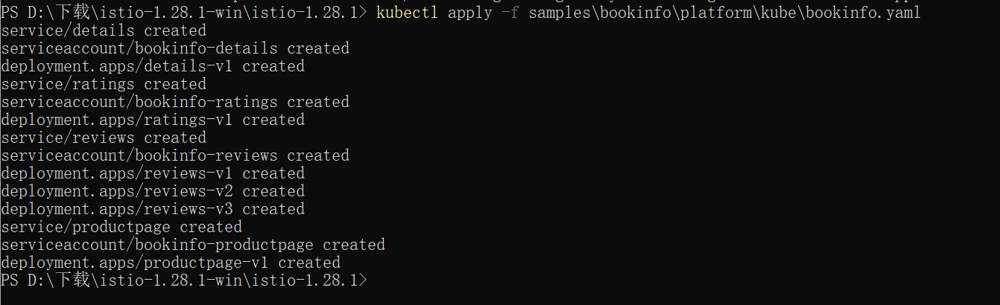 PS D:\下载\istio-1.28.1-win\istio-1.28.1> kubectl apply -f samples\bookinfo\platform\kube\bookinfo.yaml
service/details created
serviceaccount/bookinfo-details created
deployment.apps/details-v1 created
service/ratings created
serviceaccount/bookinfo-ratings created
deployment.apps/ratings-v1 created
service/reviews created
serviceaccount/bookinfo-reviews created
deployment.apps/reviews-v1 created
deployment.apps/reviews-v2 created
deployment.apps/reviews-v3 created
service/productpage created
serviceaccount/bookinfo-productpage created
deployment.apps/productpage-v1 created
PS D:\下载\istio-1.28.1-win\istio-1.28.1>